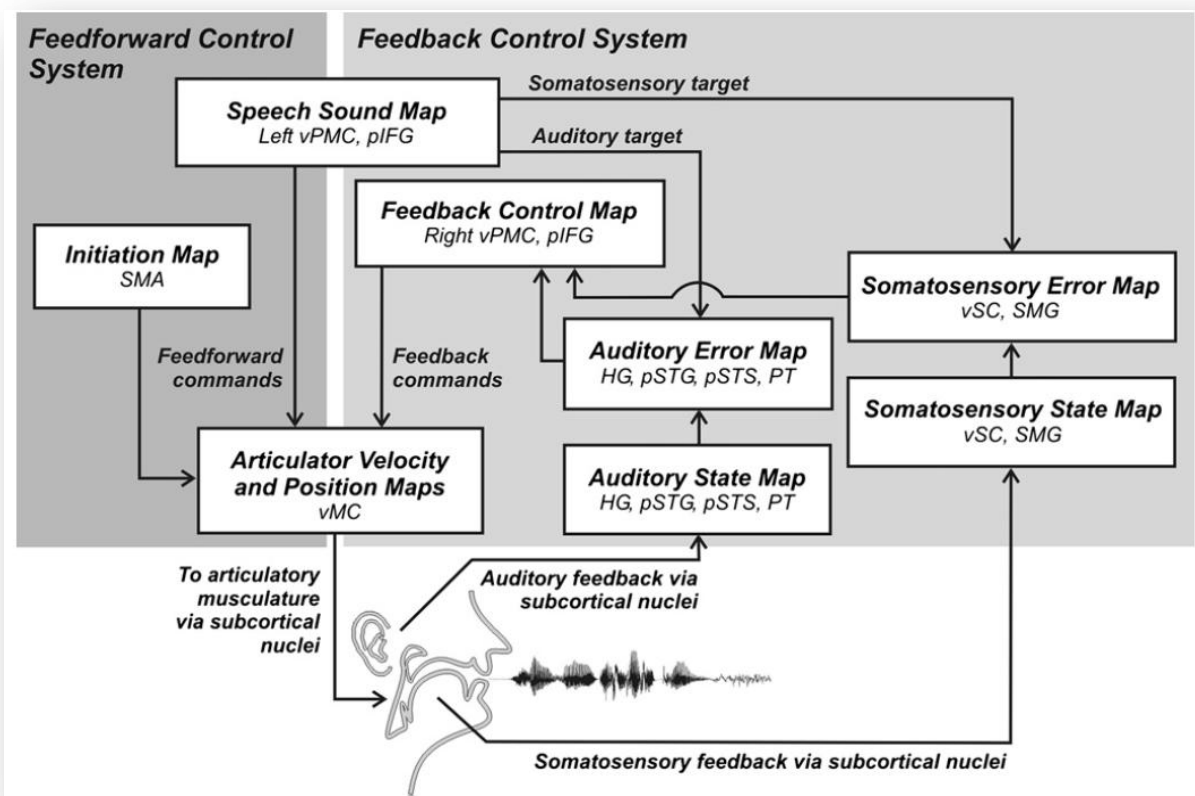 Feedforward Control
System
Feedback Control System
Speech Sound Map
Left vPMC, pIFG
Somatosensory target
Auditory target
Feedback Control Map
Right vPMC, pIFG
Initiation Map
SMA
Somatosensory Error Map
vSC, SMG
Feedforward
commands
Feedback
commands
Auditory Error Map
HG, pSTG, pSTS, PT
Somatosensory State Map
vSC, SMG
Articulator Velocity
and Position Maps
vMC
Auditory State Map
HG, pSTG, pSTS, PT
To articulatory
musculature
via subcortical
nuclei
Auditory feedback via
subcortical nuclei
Somatosensory feedback via subcortical nuclei